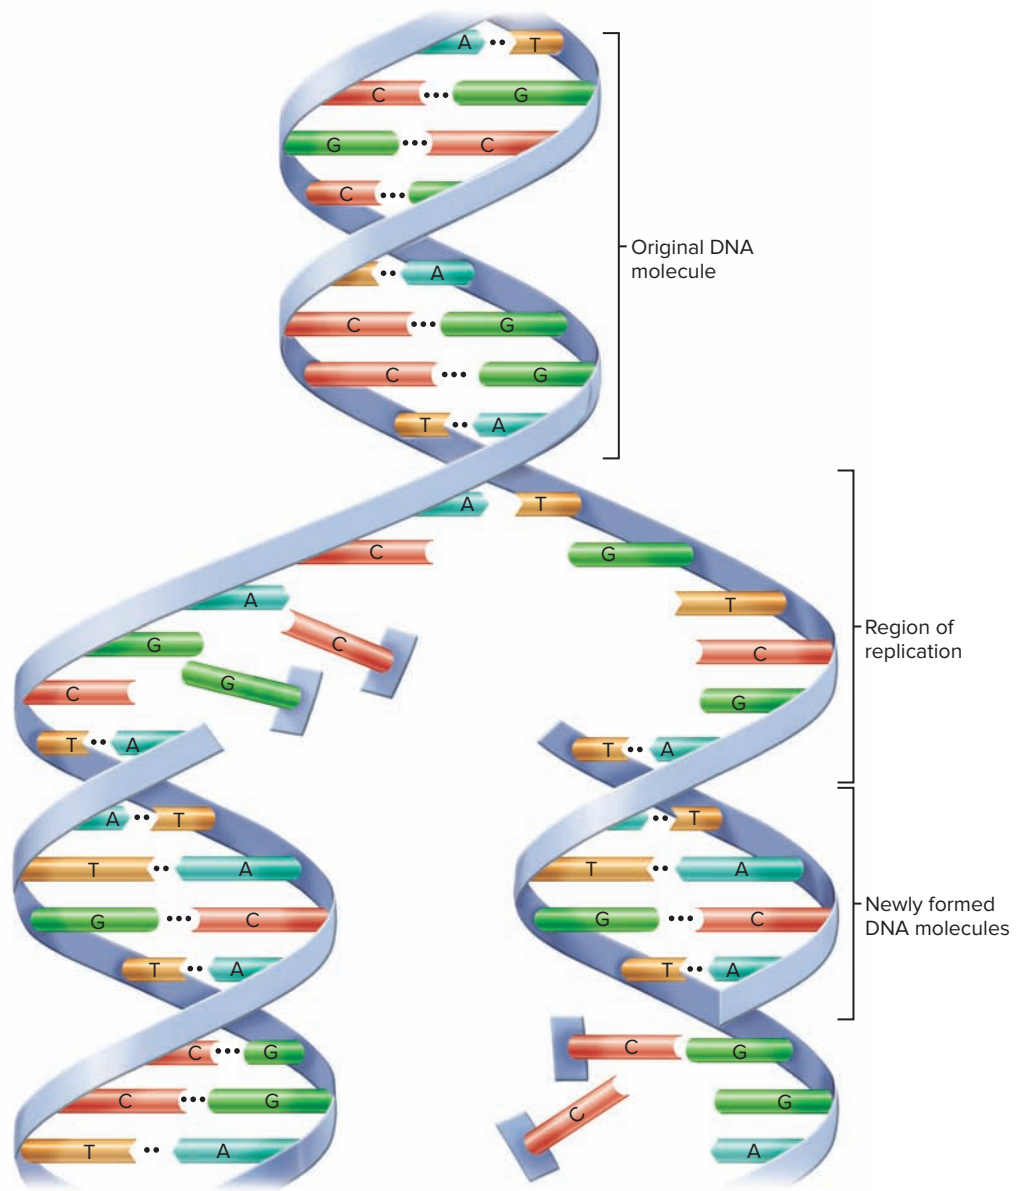 A T
C G
G C
C
Original DNA
molecule
A
C G
C G
T A
A T
C G
A T
C
G C
Region of
replication
G
C G
T A T A
A T T
T A T A
G C G C
Newly formed
DNA molecules
T A T A
C G C G
C G C G
T A A